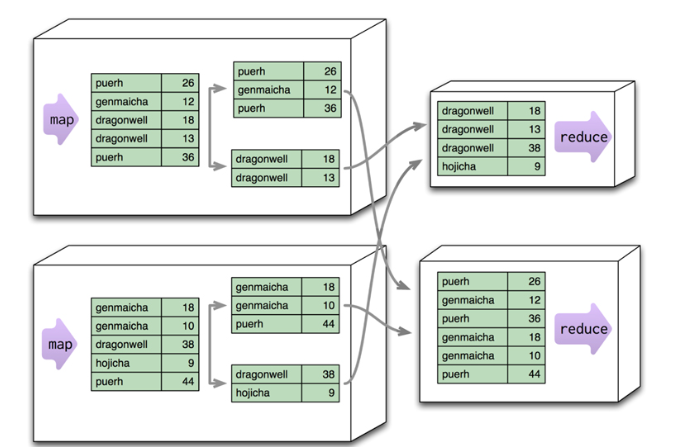 map
puerh 26
genmaicha 12
dragonwell 18
dragonwell 13
puerh 36
puerh 26
genmaicha 12
puerh 36
dragonwell 18
dragonwell 13
dragonwell 18
dragonwell 13
dragonwell 38
hojicha 9
reduce
map
genmaicha 18
genmaicha 10
dragonwell 38
hojicha 9
puerh 44
genmaicha 18
genmaicha 10
puerh 44
dragonwell 38
hojicha 9
puerh 26
genmaicha 12
puerh 36
genmaicha 18
genmaicha 10
puerh 44
reduce